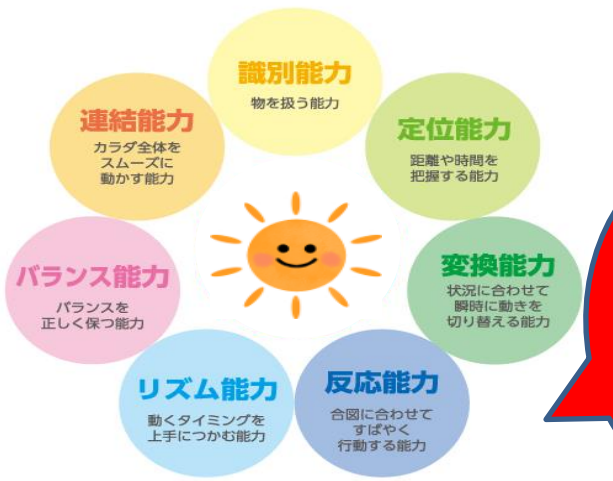 識別能力
物を扱う能力
定位能力
距離や時間を
把握する能力
変換能力
状況に合わせて
瞬時に動きを
切り替える能力
反応能力
合図に合わせて
すばやく
行動する能力
リズム能力
動くタイミングを
上手につかむ能力
バランス能力
バランスを
正しく保つ能力
連結能力
カラダ全体を
スムーズに
動かす能力